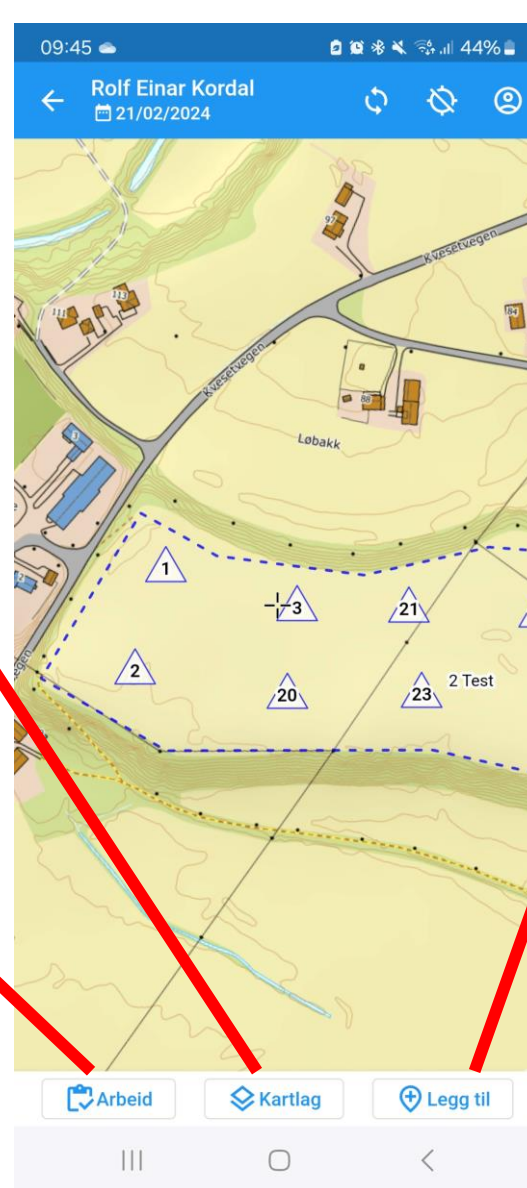 09:45
44%
Rolf Einar Kordal
21/02/2024
97
Kvesetvegen
113
111
84
Kvesetvegen
88
3
Løbakk
1
3
21
2
2
20
23
2 Test
Arbeid
Kartlag
Legg til